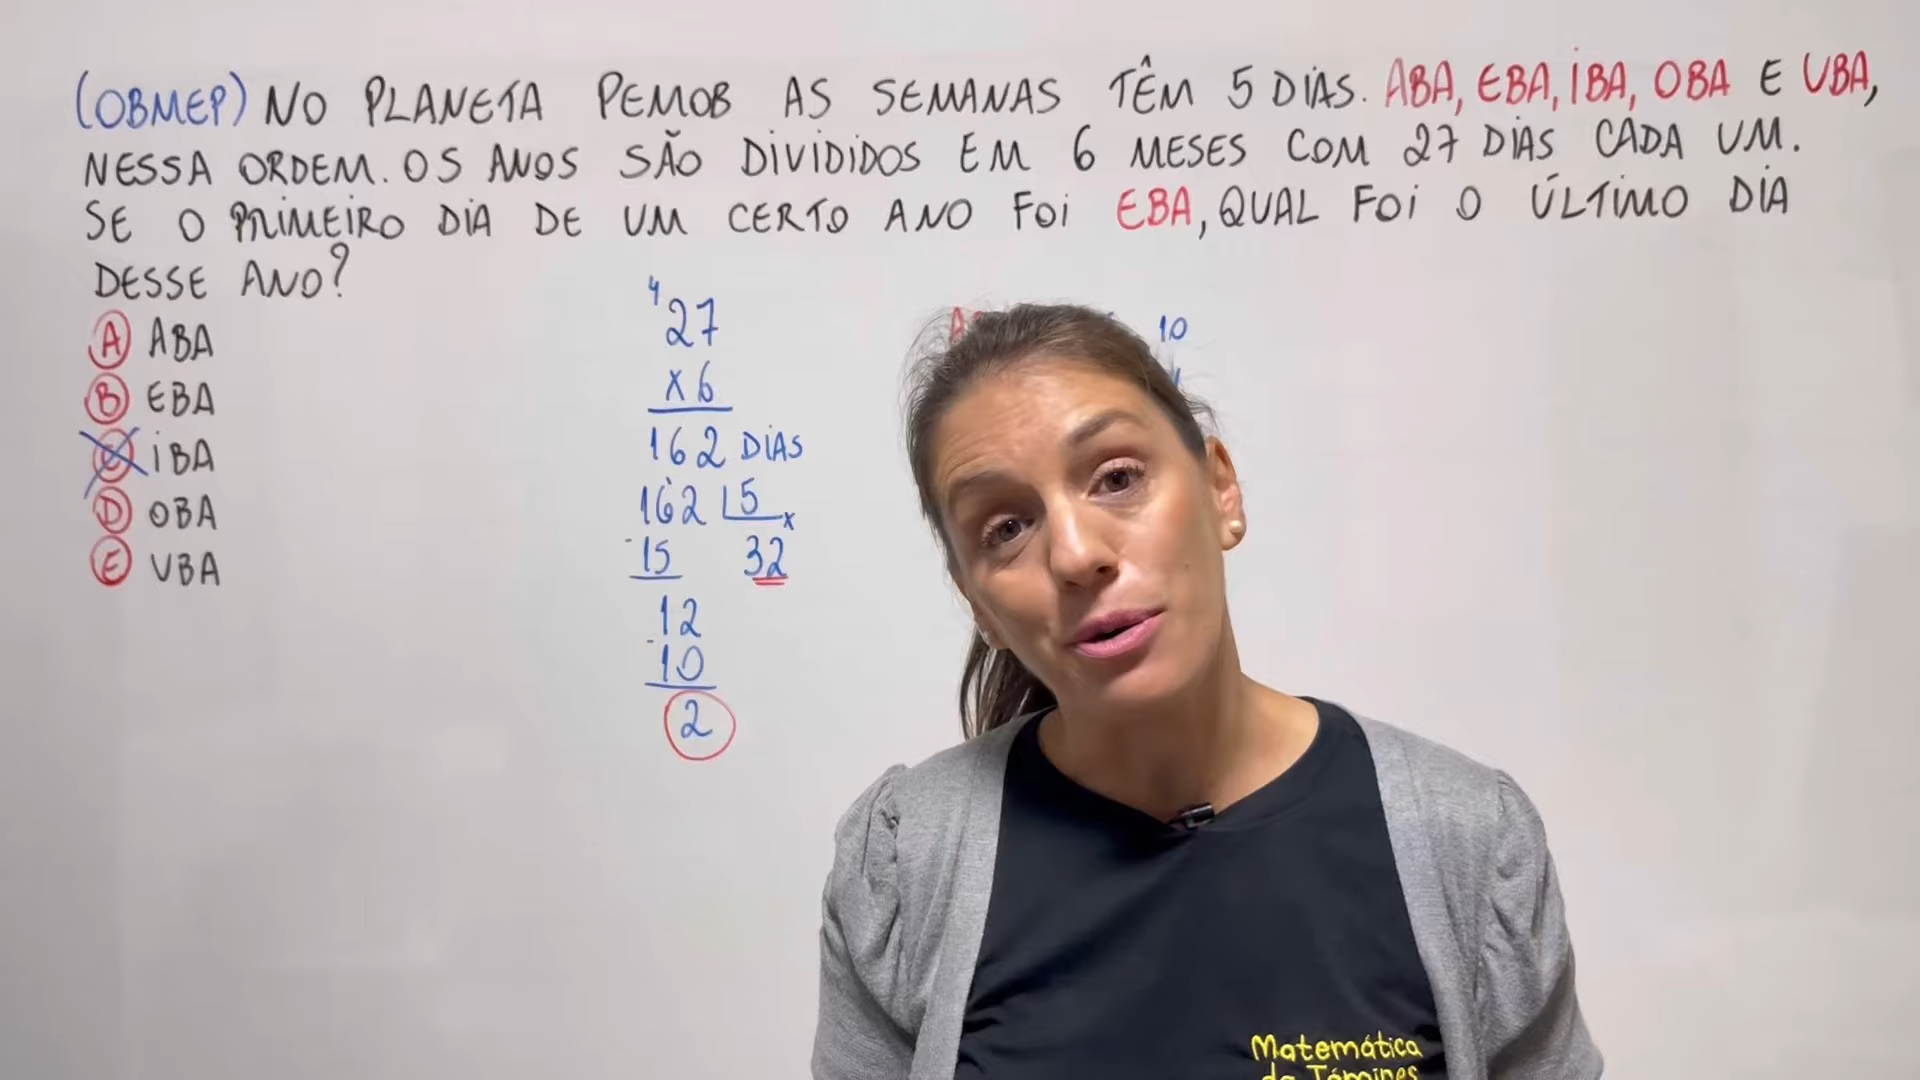 (OBMEP) NO PLANETA PEMOB AS SEMANAS TÊM 5 DIAS. ABA, EBA, IBA, OBA E UBA,
NESSA ORDEM. OS ANOS SÃO DIVIDIDOS EM 6 MESES COM 27 DIAS CADA UM.
SE O PRIMEIRO DIA DE UM CERTO ANO FOI EBA, QUAL FOI O ÚLTIMO DIA
DESSE ANO?
A ABA
B EBA
C IBA
D OBA
E UBA
4
27
x6
162 DIAS
162 5
x
-15 32
12
-10
2
10
Matemática